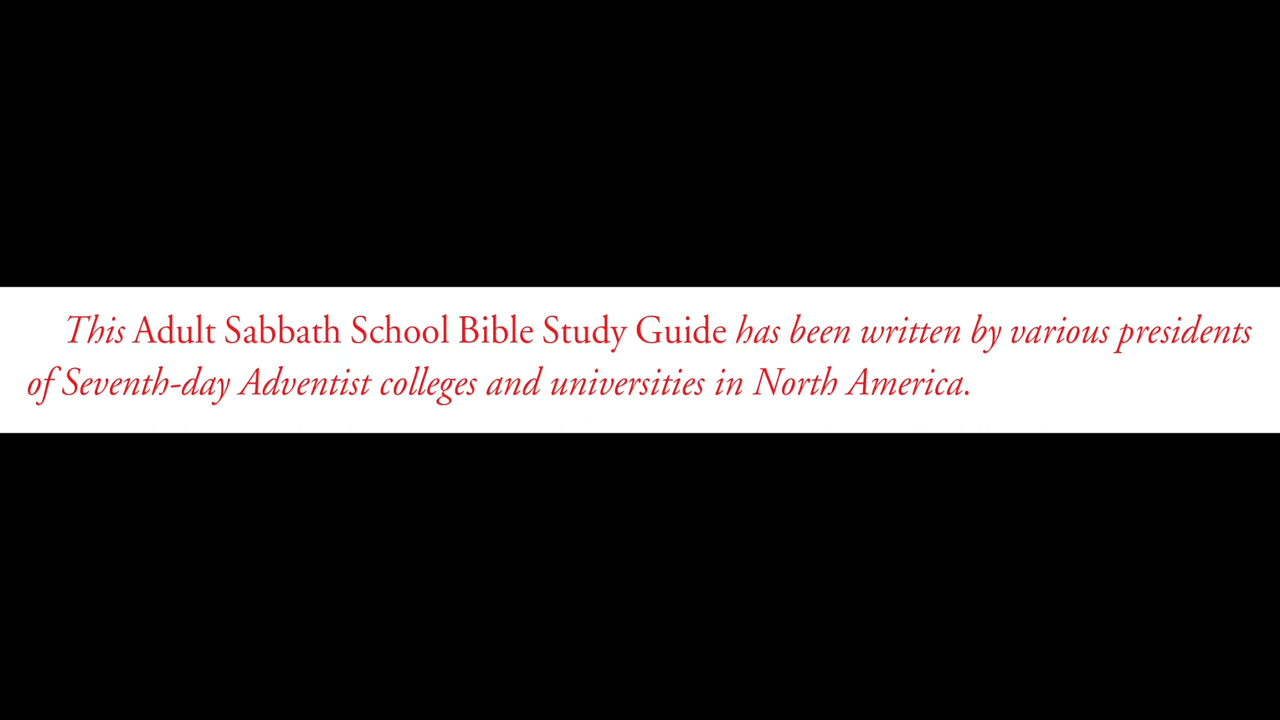 This Adult Sabbath School Bible Study Guide has been written by various presidents
of Seventh-day Adventist colleges and universities in North America.